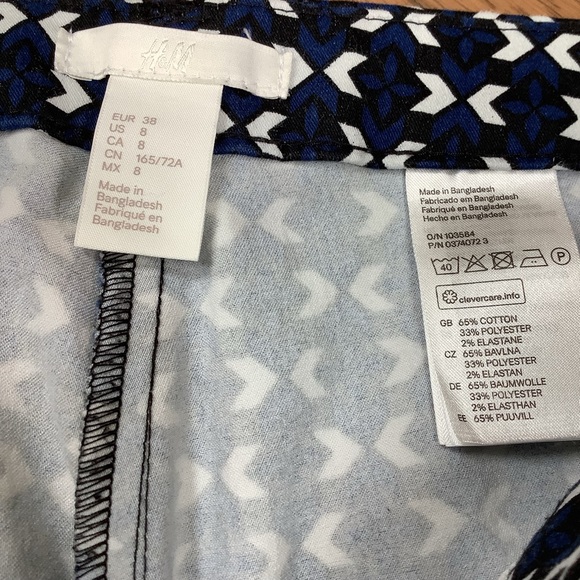 H&M
EUR 38
US 8
CA 8
CN 165/72A
MX 8
Made in
Bangladesh
Fabriqué en
Bangladesh
Made in Bangladesh
Fabricado em Bangladesh
Fabriqué en Bangladesh
Hecho en Bangladesh
O/N 103584
P/N 0374072 3
40 P
clevercare.info
GB 65% COTTON
33% POLYESTER
2% ELASTANE
CZ 65% BAVLNA
33% POLYESTER
2% ELASTAN
DE 65% BAUMWOLLE
33% POLYESTER
2% ELASTHAN
EE 65% PUUVILL